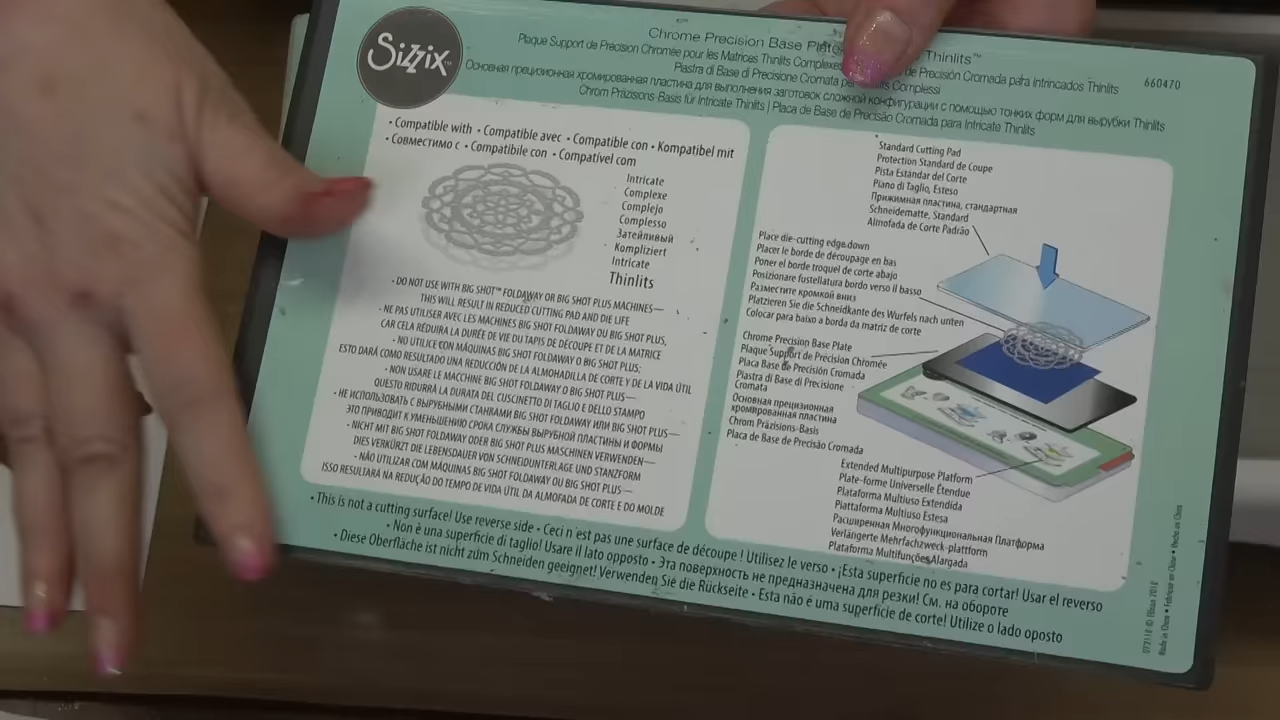 Sizzix™
Chrome Precision Base Plate Thinlits™
Plaque Support de Précision Chromée pour les Matrices Thinlits Complexes de Precisión Cromada para Intrincados Thinlits
Piastra di Base di Precisione Cromata per Complessi
660470
Основная прецизионная хромированная пластина для выполнения заготовок сложной конфигурации с помощью тонких форм для вырубки Thinlits
Chrom Präzisions-Basis für Intricate Thinlits | Placa de Base de Precisão Cromada para Intricate Thinlits
• Compatible with • Compatible avec • Compatible con • Kompatibel mit
• Совместимо с • Compatibile con • Compatível com
Intricate
Complexe
Complejo
Complesso
Затейливый
Kompliziert
Intricate
Thinlits
• DO NOT USE WITH BIG SHOT™ FOLDAWAY OR BIG SHOT PLUS MACHINES—
THIS WILL RESULT IN REDUCED CUTTING PAD AND DIE LIFE
• NE PAS UTILISER AVEC LES MACHINES BIG SHOT FOLDAWAY OU BIG SHOT PLUS,
CAR CELA RÉDUIRA LA DURÉE DE VIE DU TAPIS DE DÉCOUPE ET DE LA MATRICE
• NO UTILICE CON MÁQUINAS BIG SHOT FOLDAWAY O BIG SHOT PLUS;
ESTO DARÁ COMO RESULTADO UNA REDUCCIÓN DE LA ALMOHADILLA DE CORTE Y DE LA VIDA ÚTIL
• NON USARE LE MACCHINE BIG SHOT FOLDAWAY O BIG SHOT PLUS—
QUESTO RIDURRÀ LA DURATA DEL CUSCINETTO DI TAGLIO E DELLO STAMPO
• НЕ ИСПОЛЬЗОВАТЬ С ВЫРУБНЫМИ СТАНКАМИ BIG SHOT FOLDAWAY ИЛИ BIG SHOT PLUS—
ЭТО ПРИВОДИТ К УМЕНЬШЕНИЮ СРОКА СЛУЖБЫ ВЫРУБНОЙ ПЛАСТИНЫ И ФОРМЫ
• NICHT MIT BIG SHOT FOLDAWAY ODER BIG SHOT PLUS MASCHINEN VERWENDEN—
DIES VERKÜRZT DIE LEBENSDAUER VON SCHNEIDUNTERLAGE UND STANZFORM
• NÃO UTILIZAR COM MÁQUINAS BIG SHOT FOLDAWAY OU BIG SHOT PLUS—
ISSO RESULTARÁ NA REDUÇÃO DO TEMPO DE VIDA ÚTIL DA ALMOFADA DE CORTE E DO MOLDE
Standard Cutting Pad
Protection Standard de Coupe
Pista Estándar del Corte
Piano di Taglio, Esteso
Прижимная пластина, стандартная
Schneidematte, Standard
Almofada de Corte Padrão
Place die-cutting edge down
Placer le borde de découpage en bas
Poner el borde troquel de corte abajo
Posizionare fustellatura bordo verso il basso
Разместите кромкой вниз
Platzieren Sie die Schneidkante des Wurfels nach unten
Colocar para baixo a borda da matriz de corte
Chrome Precision Base Plate
Plaque Support de Précision Chromée
Placa Base de Precisión Cromada
Piastra di Base di Precisione
Cromata
Основная прецизионная
хромированная пластина
Chrom Präzisions-Basis
Placa de Base de Precisão Cromada
Extended Multipurpose Platform
Plate-forme Universelle Étendue
Plataforma Multiuso Extendida
Piattaforma Multiuso Estesa
Расширенная Многофункциональная Платформа
Verlängerte Mehrfachzweck-plattform
Plataforma Multifunções Alargada
• This is not a cutting surface! Use reverse side • Ceci n'est pas une surface de découpe ! Utilisez le verso • ¡Esta superficie no es para cortar! Usar el reverso
• Non è una superficie di taglio! Usare il lato opposto • Эта поверхность не предназначена для резки! См. на обороте
• Diese Oberfläche ist nicht zum Schneiden geeignet! Verwenden Sie die Rückseite • Esta não é uma superfície de corte! Utilize o lado oposto